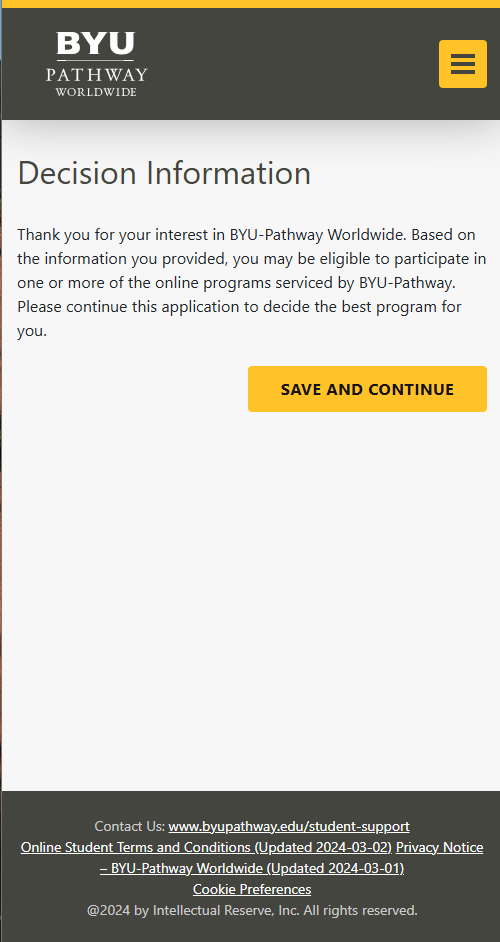 BYU
PATHWAY
WORLDWIDE
Decision Information
Thank you for your interest in BYU-Pathway Worldwide. Based on
the information you provided, you may be eligible to participate in
one or more of the online programs serviced by BYU-Pathway.
Please continue this application to decide the best program for
you.
SAVE AND CONTINUE
Contact Us: www.byupathway.edu/student-support
Online Student Terms and Conditions (Updated 2024-03-02) Privacy Notice
– BYU-Pathway Worldwide (Updated 2024-03-01)
Cookie Preferences
@2024 by Intellectual Reserve, Inc. All rights reserved.